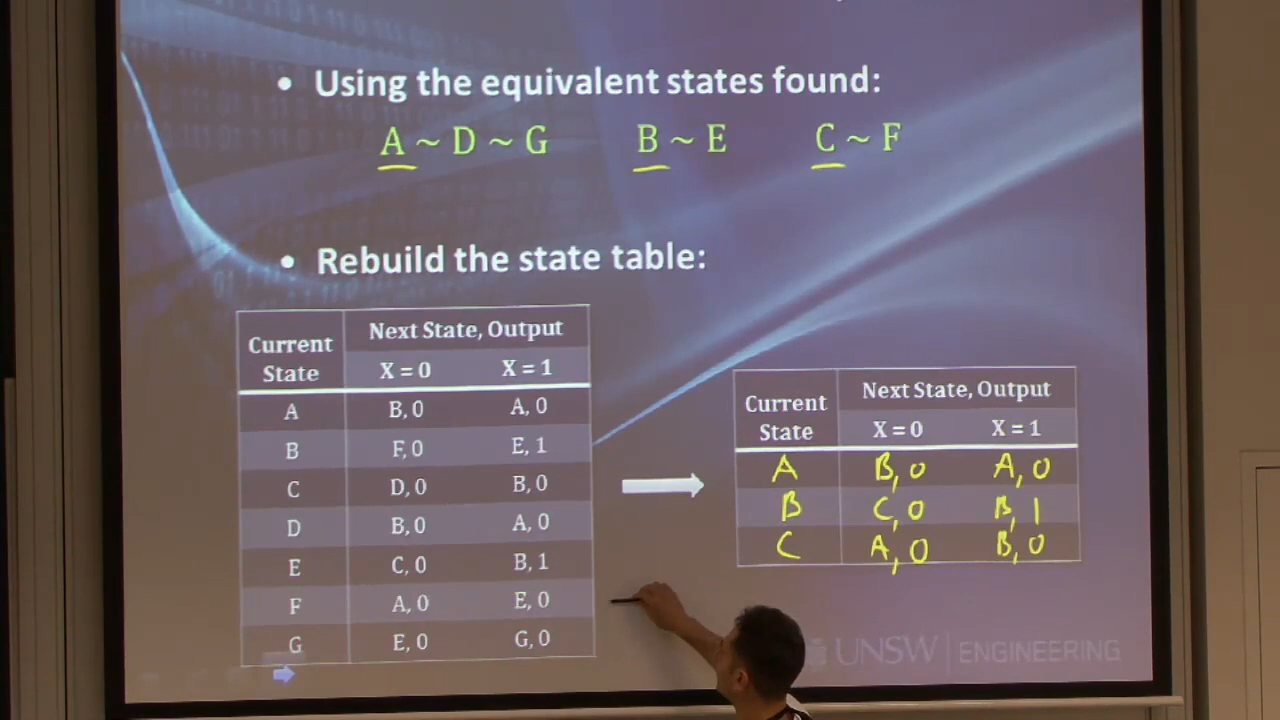 • Using the equivalent states found:
A ~ D ~ G B ~ E C ~ F
• Rebuild the state table:
Current State Next State, Output
X = 0 X = 1
A B, 0 A, 0
B F, 0 E, 1
C D, 0 B, 0
D B, 0 A, 0
E C, 0 B, 1
F A, 0 E, 0
G E, 0 G, 0
Current State Next State, Output
X = 0 X = 1
A B, 0 A, 0
B C, 0 B, 1
C A, 0 B, 0
UNSW ENGINEERING